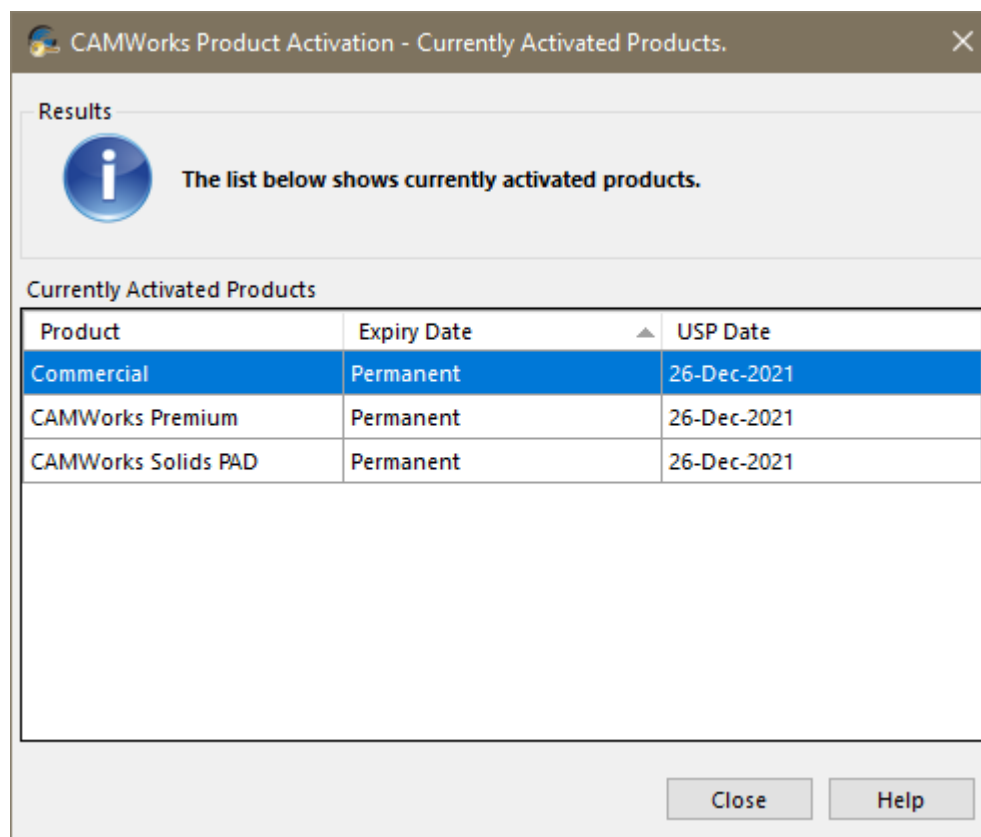 CAMWorks Product Activation - Currently Activated Products.
Results
The list below shows currently activated products.
Currently Activated Products
Product Expiry Date USP Date
Commercial Permanent 26-Dec-2021
CAMWorks Premium Permanent 26-Dec-2021
CAMWorks Solids PAD Permanent 26-Dec-2021
Close Help